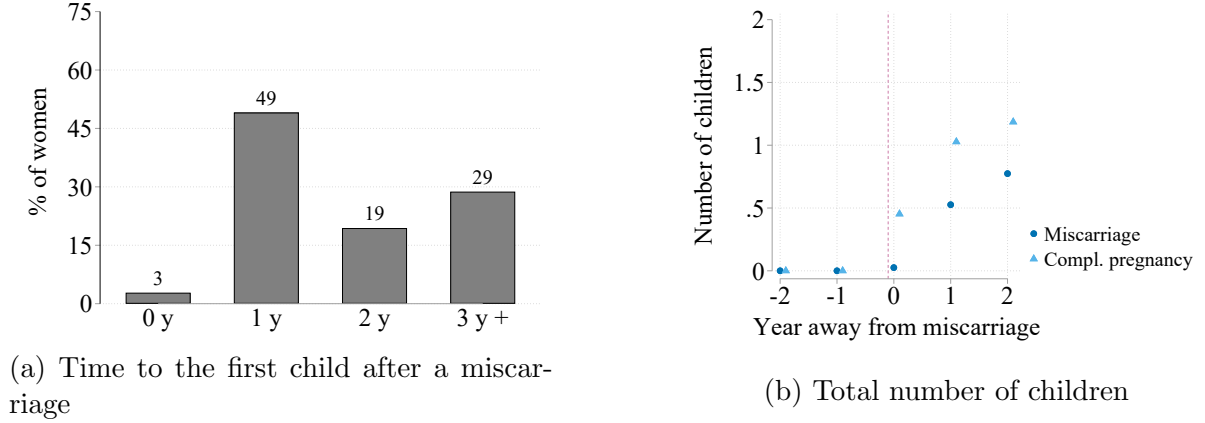 75
60
45
30
15
0
% of women
3
49
19
29
0 y
1 y
2 y
3 y +
(a) Time to the first child after a miscar-
riage
2
1.5
1
.5
0
Number of children
-2
-1
0
1
2
Year away from miscarriage
Miscarriage
Compl. pregnancy
(b) Total number of children